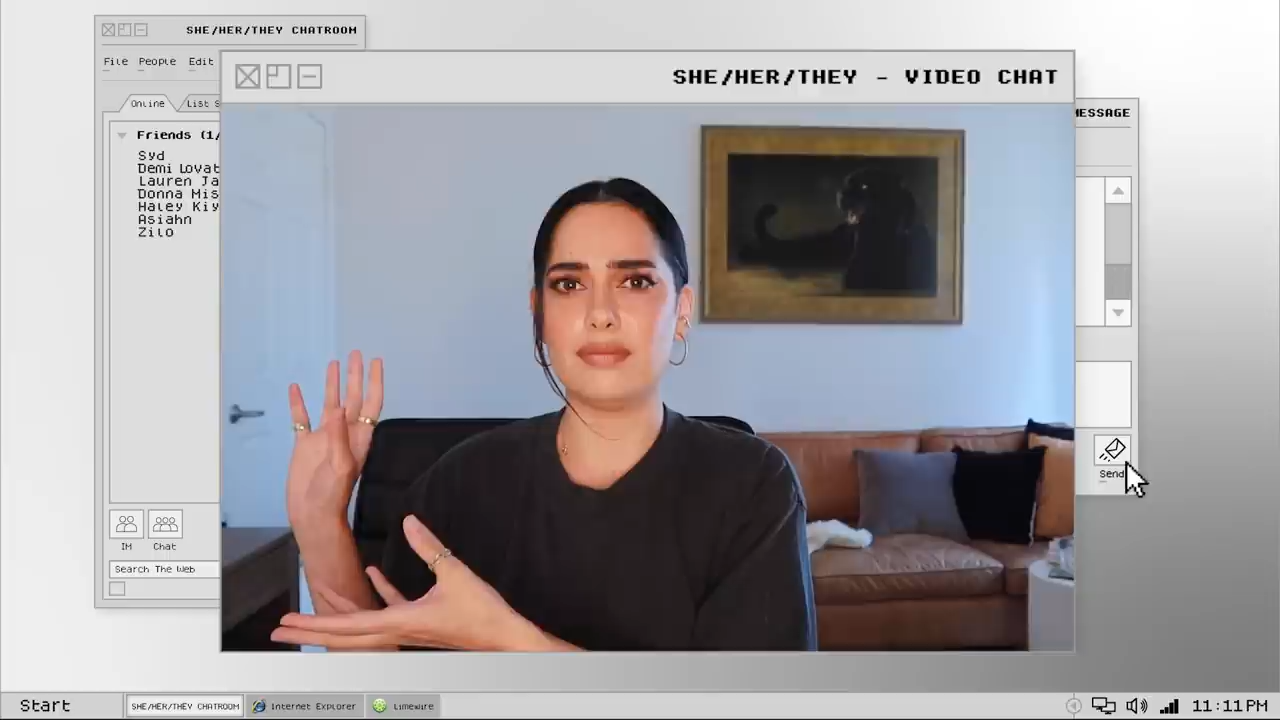 SHE/HER/THEY CHATROOM
File People Edit
Online List S
Friends (1/
Syd
Demi Lovat
Lauren Ja
Donna Mis
Haley Kiy
Asiahn
Zilo
IM Chat
Search The Web
SHE/HER/THEY - VIDEO CHAT
MESSAGE
Send
Start
SHE/HER/THEY CHATROOM
Internet Explorer
Limewire
11:11PM